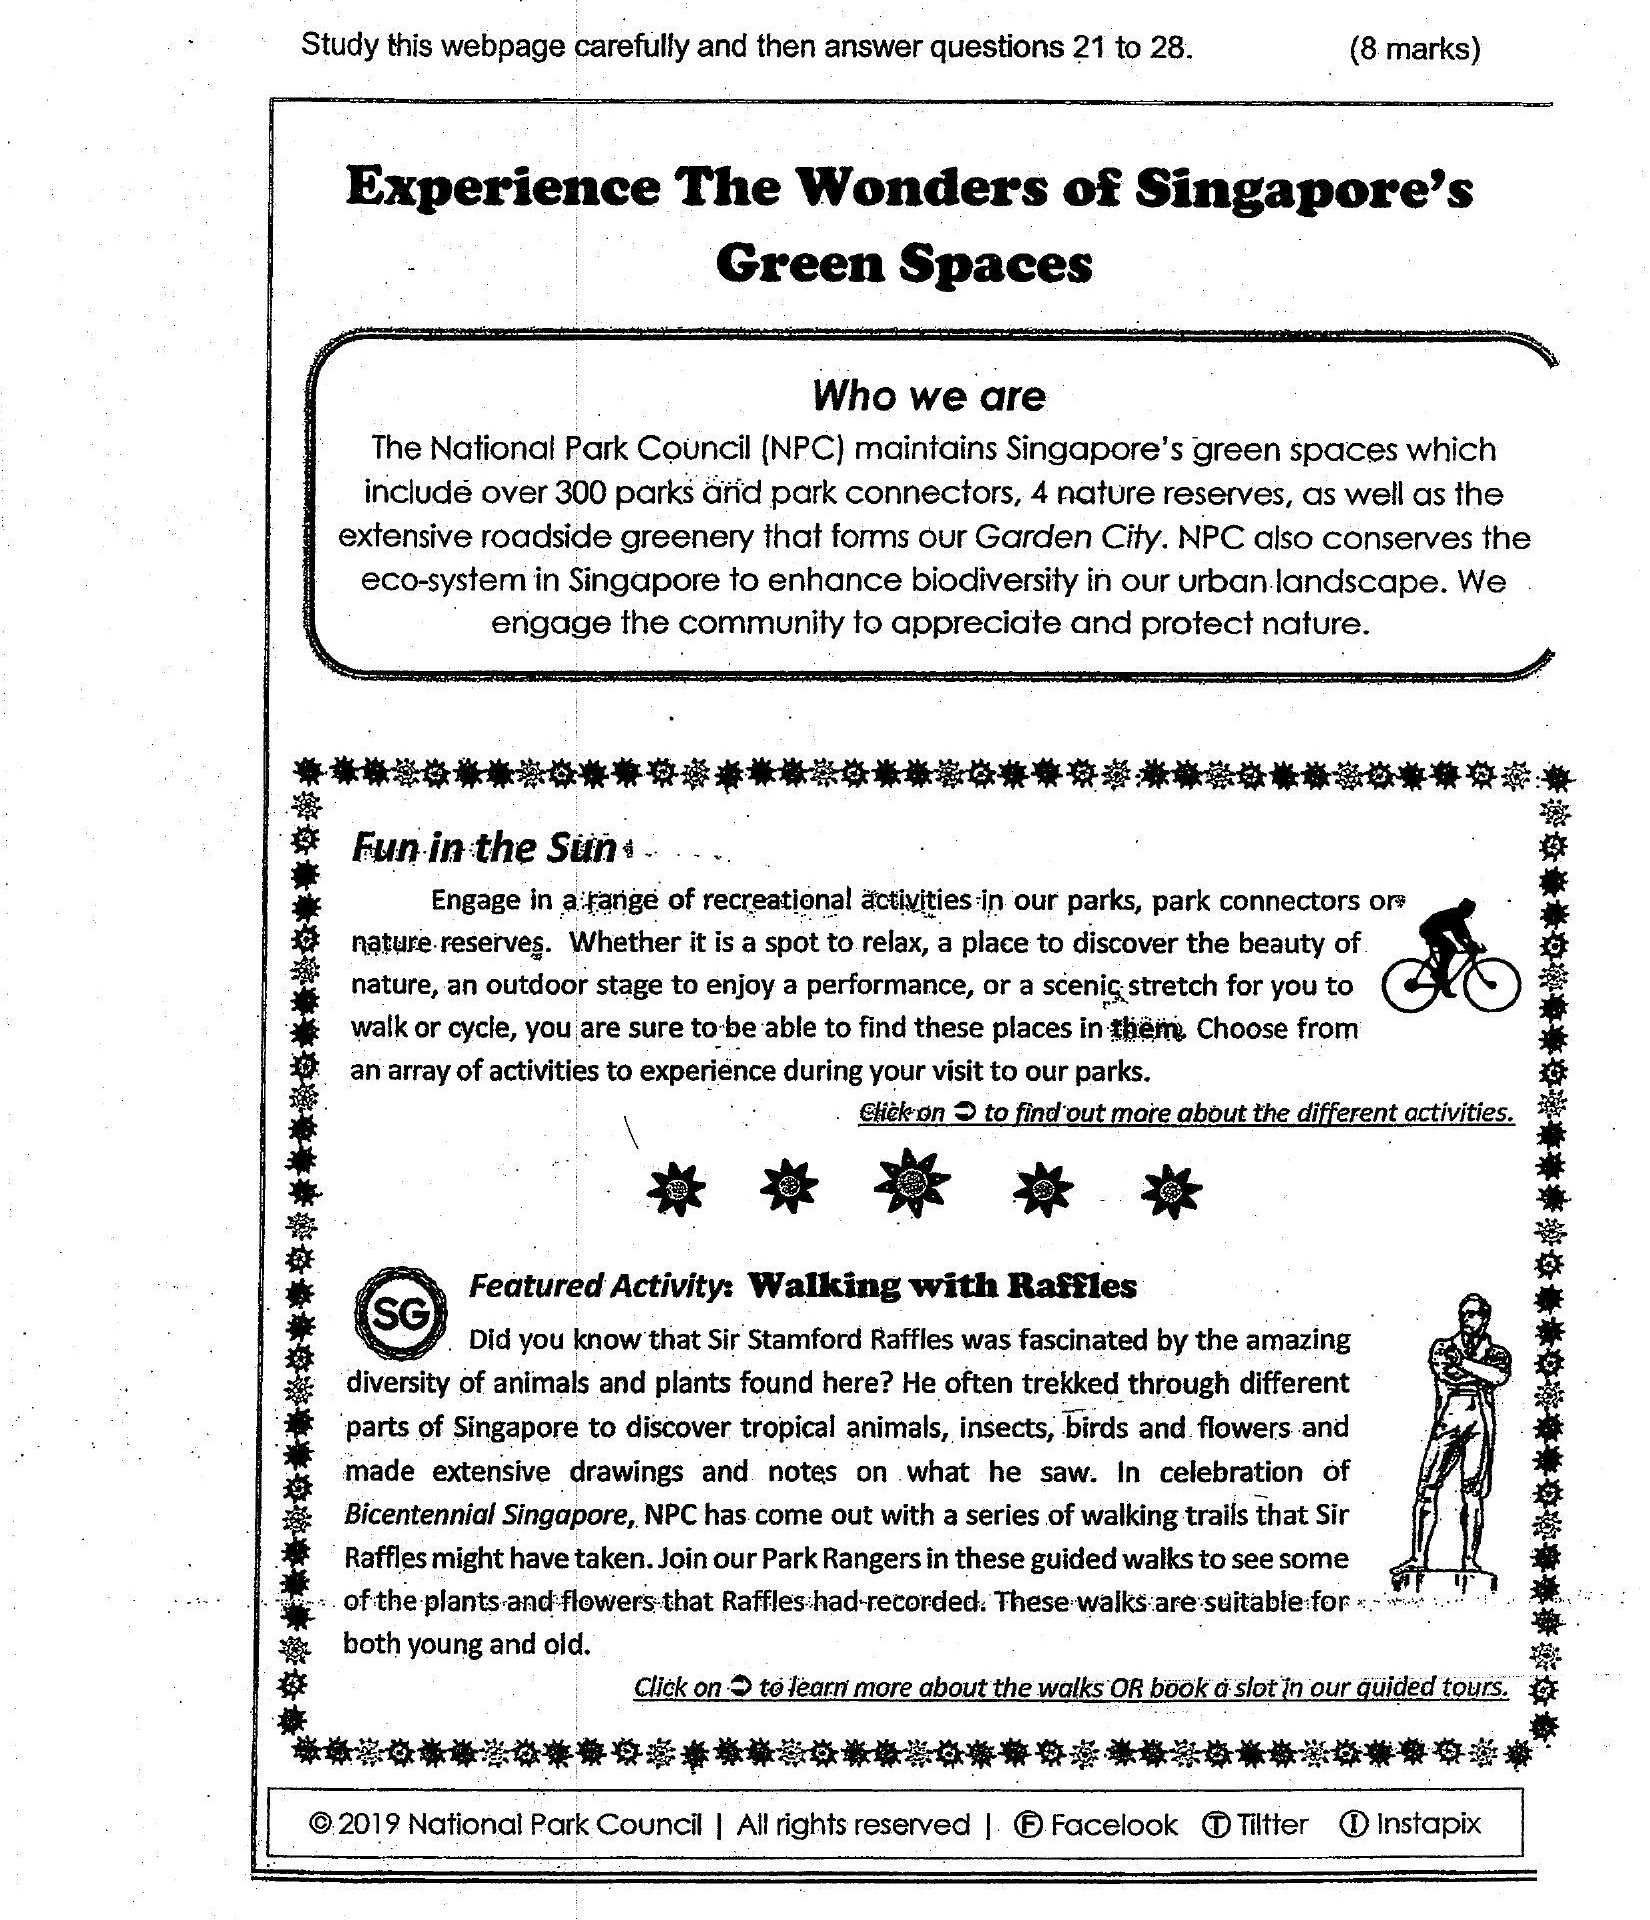 Study this webpage carefully and then answer questions 21 to 28. (8 marks)
Experience The Wonders of Singapore's
Green Spaces
Who we are
The National Park Council (NPC) maintains Singapore's green spaces which
include over 300 parks and park connectors, 4 nature reserves, as well as the
extensive roadside greenery that forms our Garden City. NPC also conserves the
eco-system in Singapore to enhance biodiversity in our urban landscape. We
engage the community to appreciate and protect nature.
Fun in the Sun
Engage in a range of recreational activities in our parks, park connectors or
nature reserves. Whether it is a spot to relax, a place to discover the beauty of
nature, an outdoor stage to enjoy a performance, or a scenic stretch for you to
walk or cycle, you are sure to be able to find these places in them. Choose from
an array of activities to experience during your visit to our parks.
Click on ➲ to find out more about the different activities.
SG
Featured Activity: Walking with Raffles
Did you know that Sir Stamford Raffles was fascinated by the amazing
diversity of animals and plants found here? He often trekked through different
parts of Singapore to discover tropical animals, insects, birds and flowers and
made extensive drawings and notes on what he saw. In celebration of
Bicentennial Singapore, NPC has come out with a series of walking trails that Sir
Raffles might have taken. Join our Park Rangers in these guided walks to see some
of the plants and flowers that Raffles had recorded. These walks are suitable for
both young and old.
Click on ➲ to learn more about the walks OR book a slot in our guided tours.
© 2019 National Park Council | All rights reserved | Ⓕ Facelook Ⓣ Tiltter Ⓘ Instapix